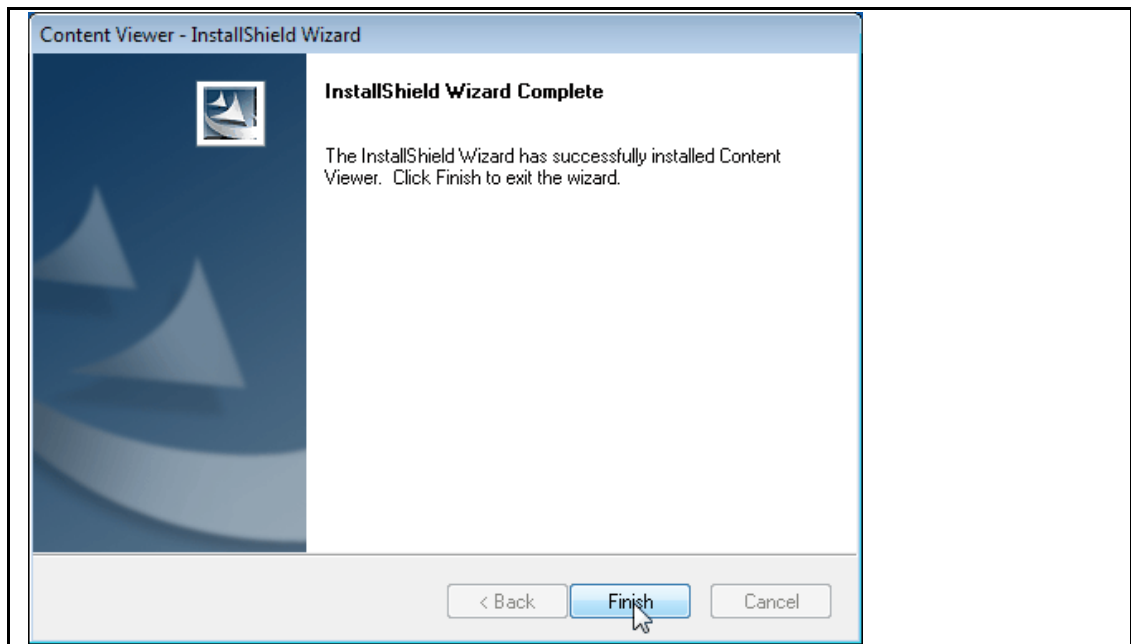 Content Viewer - InstallShield Wizard
InstallShield Wizard Complete
The InstallShield Wizard has successfully installed Content
Viewer. Click Finish to exit the wizard.
< Back Finish Cancel